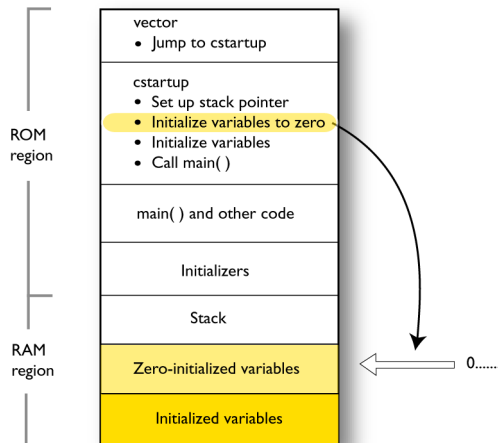 vector
• Jump to cstartup
cstartup
• Set up stack pointer
• Initialize variables to zero
• Initialize variables
• Call main( )
ROM
region
main( ) and other code
Initializers
Stack
RAM
region
Zero-initialized variables
0......
Initialized variables